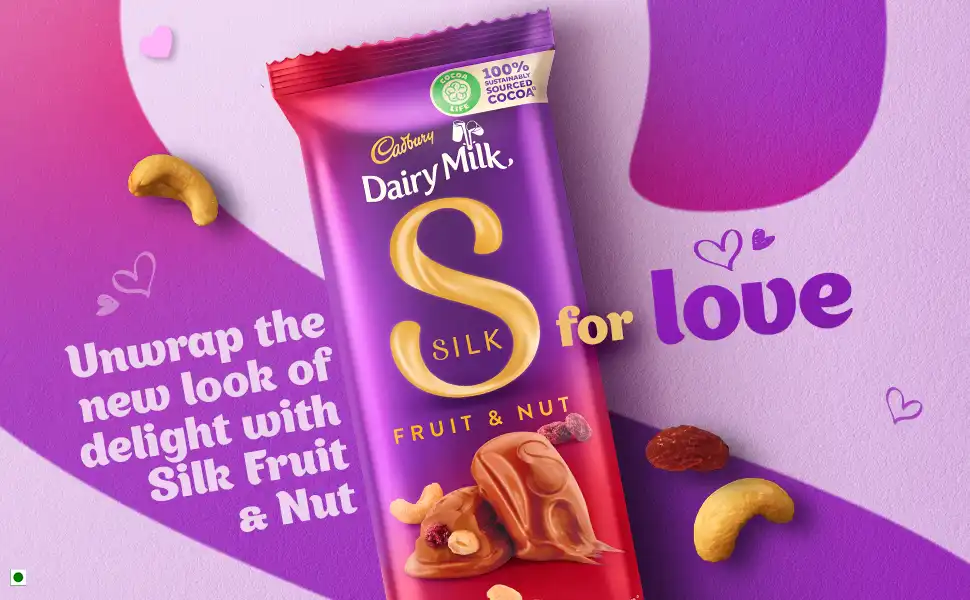 COCOA
LIFE
100%
SUSTAINABLY
SOURCED
COCOA
Cadbury
Dairy Milk
S
SILK
for love
FRUIT & NUT
Unwrap the
new look of
delight with
Silk Fruit
& Nut